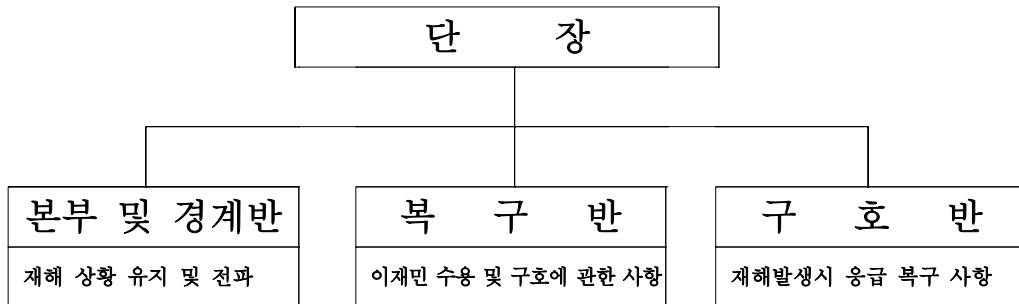 단 장
본부 및 경계반
재해 상황 유지 및 전파
복 구 반
이재민 수용 및 구호에 관한 사항
구 호 반
재해발생시 응급 복구 사항